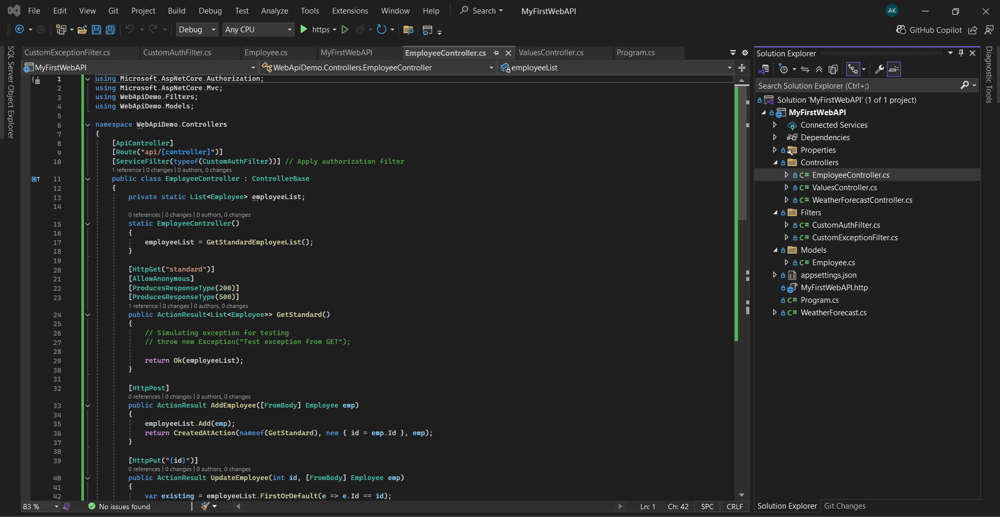 File Edit View Git Project Build Debug Test Analyze Tools Extensions Window Help Search MyFirstWebAPI AK
Debug Any CPU https GitHub Copilot
SQL Server Object Explorer
CustomExceptionFilter.cs CustomAuthFilter.cs Employee.cs MyFirstWebAPI EmployeeController.cs ValuesController.cs Program.cs
MyFirstWebAPI WebApiDemo.Controllers.EmployeeController employeeList
1 using Microsoft.AspNetCore.Authorization;
2 using Microsoft.AspNetCore.Mvc;
3 using WebApiDemo.Filters;
4 using WebApiDemo.Models;
5
6 namespace WebApiDemo.Controllers
7 {
8 [ApiController]
9 [Route("api/[controller]")]
10 [ServiceFilter(typeof(CustomAuthFilter))] // Apply authorization filter
1 reference | 0 changes | 0 authors, 0 changes
11 public class EmployeeController : ControllerBase
12 {
13 private static List<Employee> employeeList;
14
0 references | 0 changes | 0 authors, 0 changes
15 static EmployeeController()
16 {
17 employeeList = GetStandardEmployeeList();
18 }
19
20 [HttpGet("standard")]
21 [AllowAnonymous]
22 [ProducesResponseType(200)]
23 [ProducesResponseType(500)]
1 reference | 0 changes | 0 authors, 0 changes
24 public ActionResult<List<Employee>> GetStandard()
25 {
26 // Simulating exception for testing
27 // throw new Exception("Test exception from GET");
28
29 return Ok(employeeList);
30 }
31
32 [HttpPost]
0 references | 0 changes | 0 authors, 0 changes
33 public ActionResult AddEmployee([FromBody] Employee emp)
34 {
35 employeeList.Add(emp);
36 return CreatedAtAction(nameof(GetStandard), new { id = emp.Id }, emp);
37 }
38
39 [HttpPut("{id}")]
0 references | 0 changes | 0 authors, 0 changes
40 public ActionResult UpdateEmployee(int id, [FromBody] Employee emp)
41 {
42 var existing = employeeList.FirstOrDefault(e => e.Id == id);
83 % No issues found Ln: 1 Ch: 42 SPC CRLF
Solution Explorer
Search Solution Explorer (Ctrl+;)
Solution 'MyFirstWebAPI' (1 of 1 project)
MyFirstWebAPI
Connected Services
Dependencies
Properties
Controllers
C# EmployeeController.cs
C# ValuesController.cs
C# WeatherForecastController.cs
Filters
C# CustomAuthFilter.cs
C# CustomExceptionFilter.cs
Models
C# Employee.cs
appsettings.json
MyFirstWebAPI.http
C# Program.cs
C# WeatherForecast.cs
Solution Explorer Git Changes
Diagnostic Tools